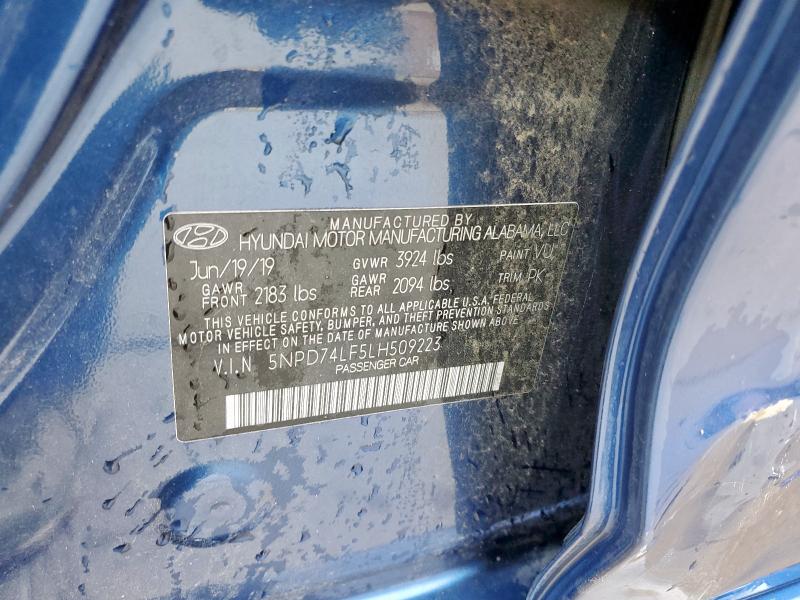 MANUFACTURED BY
HYUNDAI MOTOR MANUFACTURING ALABAMA, LLC
Jun/19/19 GVWR 3924 lbs PAINT
GAWR FRONT 2183 lbs GAWR REAR 2094 lbs, TRIM PK
THIS VEHICLE CONFORMS TO ALL APPLICABLE U.S.A. FEDERAL
MOTOR VEHICLE SAFETY, BUMPER, AND THEFT PREVENTION STANDARDS
IN EFFECT ON THE DATE OF MANUFACTURE SHOWN ABOVE.
V.I.N 5NPD74LF5LH509223
PASSENGER CAR